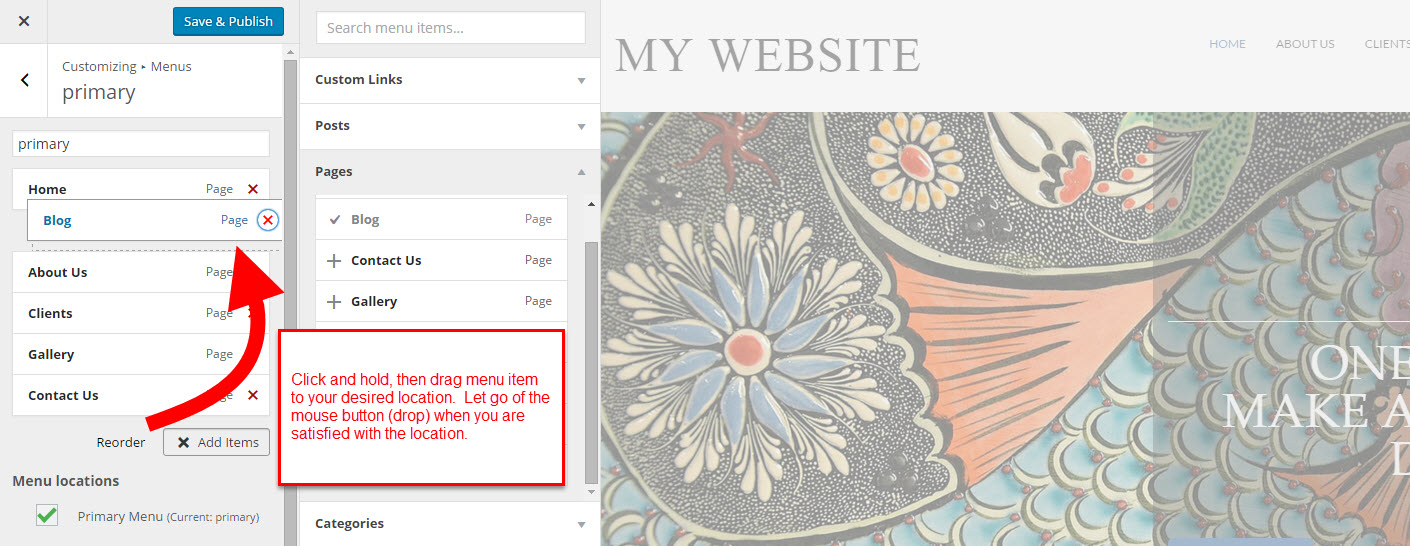 Save & Publish
Customizing ▸ Menus
primary
primary
Home Page
Blog Page
About Us Page
Clients Page
Gallery Page
Contact Us Page
Reorder Add Items
Menu locations
Primary Menu (Current: primary)
Search menu items...
Custom Links
Posts
Pages
Blog Page
Contact Us Page
Gallery Page
Click and hold, then drag menu item
to your desired location. Let go of the
mouse button (drop) when you are
satisfied with the location.
Categories
MY WEBSITE
HOME ABOUT US CLIENTS
ONE
MAKE A